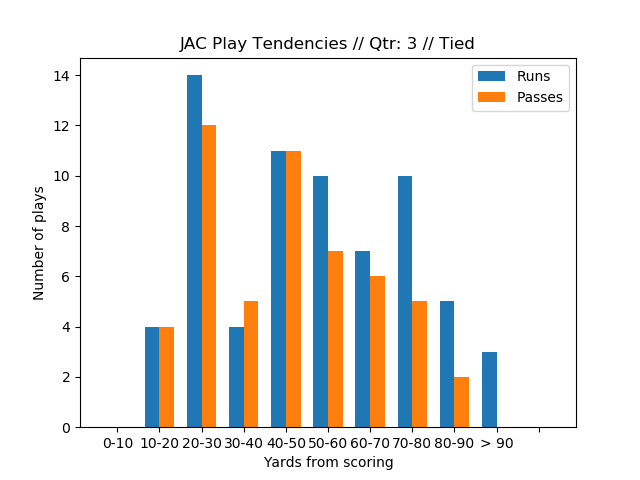 JAC Play Tendencies // Qtr: 3 // Tied
Runs
Passes
Number of plays
14
12
10
8
6
4
2
0
0-10 10-20 20-30 30-40 40-50 50-60 60-70 70-80 80-90 > 90
Yards from scoring